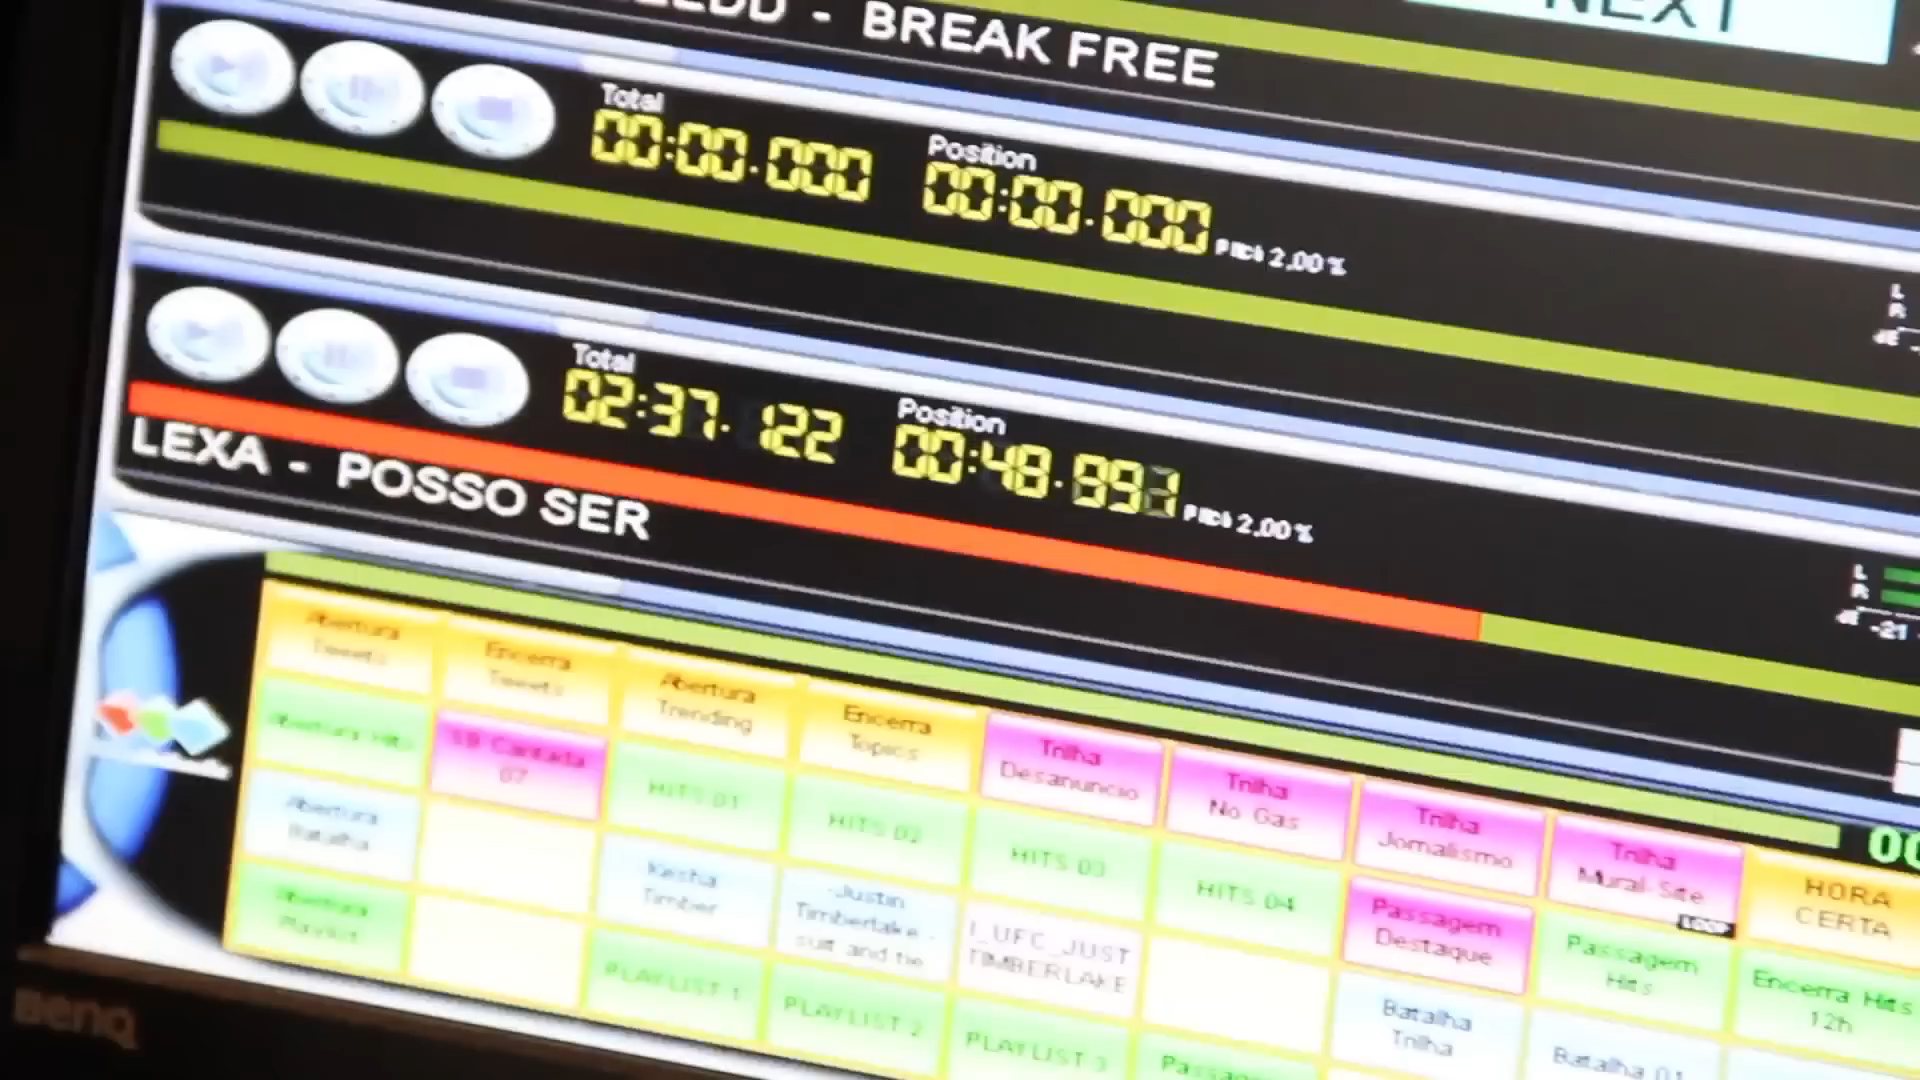 NEXT
- BREAK FREE
Total
00:00.000
Position
00:00.000
2,00%
Total
02:37.122
Position
00:48.991
2,00%
LEXA - POSSO SER
L
R
L
R
-21
Abertura
Tweets
Encerra
Tweets
Abertura
Trending
Encerra
Topics
Trilha
Desanuncio
Trilha
No Gas
Trilha
Jornalismo
Trilha
Mural-Site
LOOP
HORA
CERTA
Abertura Hits
Cantada
07
HITS 01
HITS 02
HITS 03
HITS 04
Passagem
Destaque
Passagem
Hits
Encerra Hits
12h
Abertura
Batalha
Kesha
Timber
Justin
Timberlake -
suit and tie
I_UFC_JUST
TIMBERLAKE
Batalha
Trilha
Batalha 01
Abertura
Playlist
PLAYLIST 1
PLAYLIST 2
PLAYLIST 3
BenQ